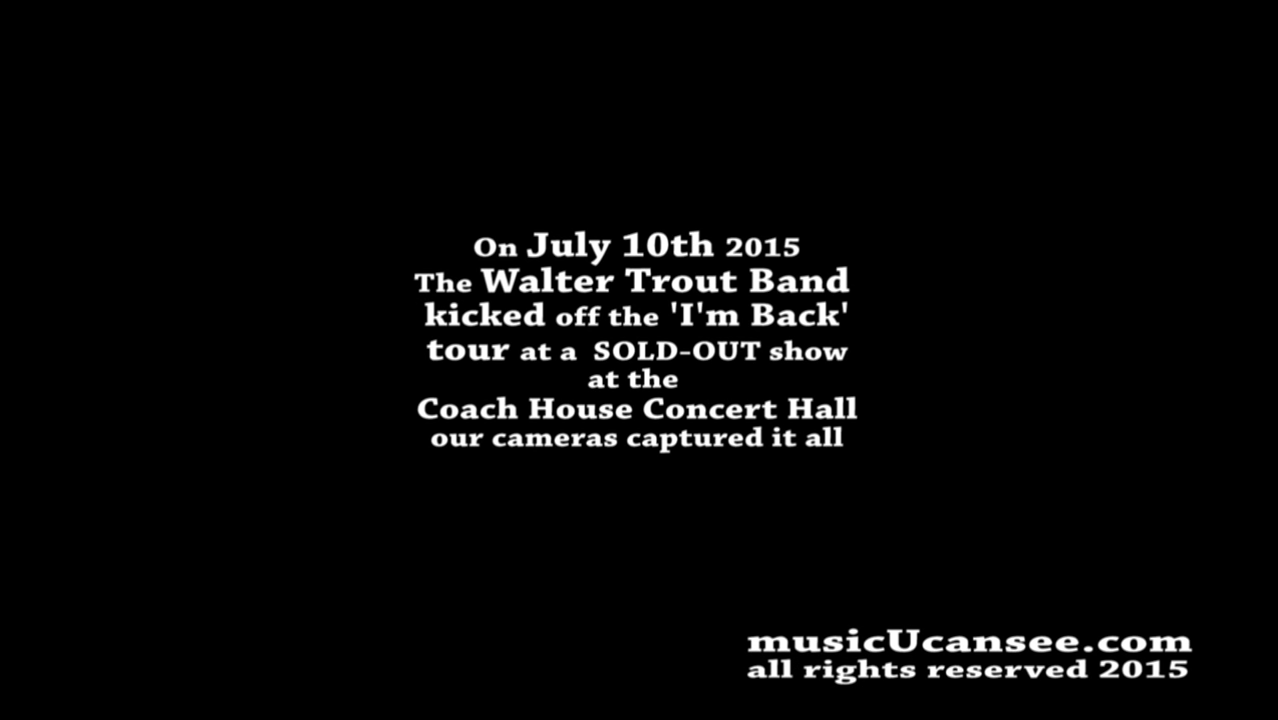 On July 10th 2015
The Walter Trout Band
kicked off the 'I'm Back'
tour at a SOLD-OUT show
at the
Coach House Concert Hall
our cameras captured it all
musicUcansee.com
all rights reserved 2015